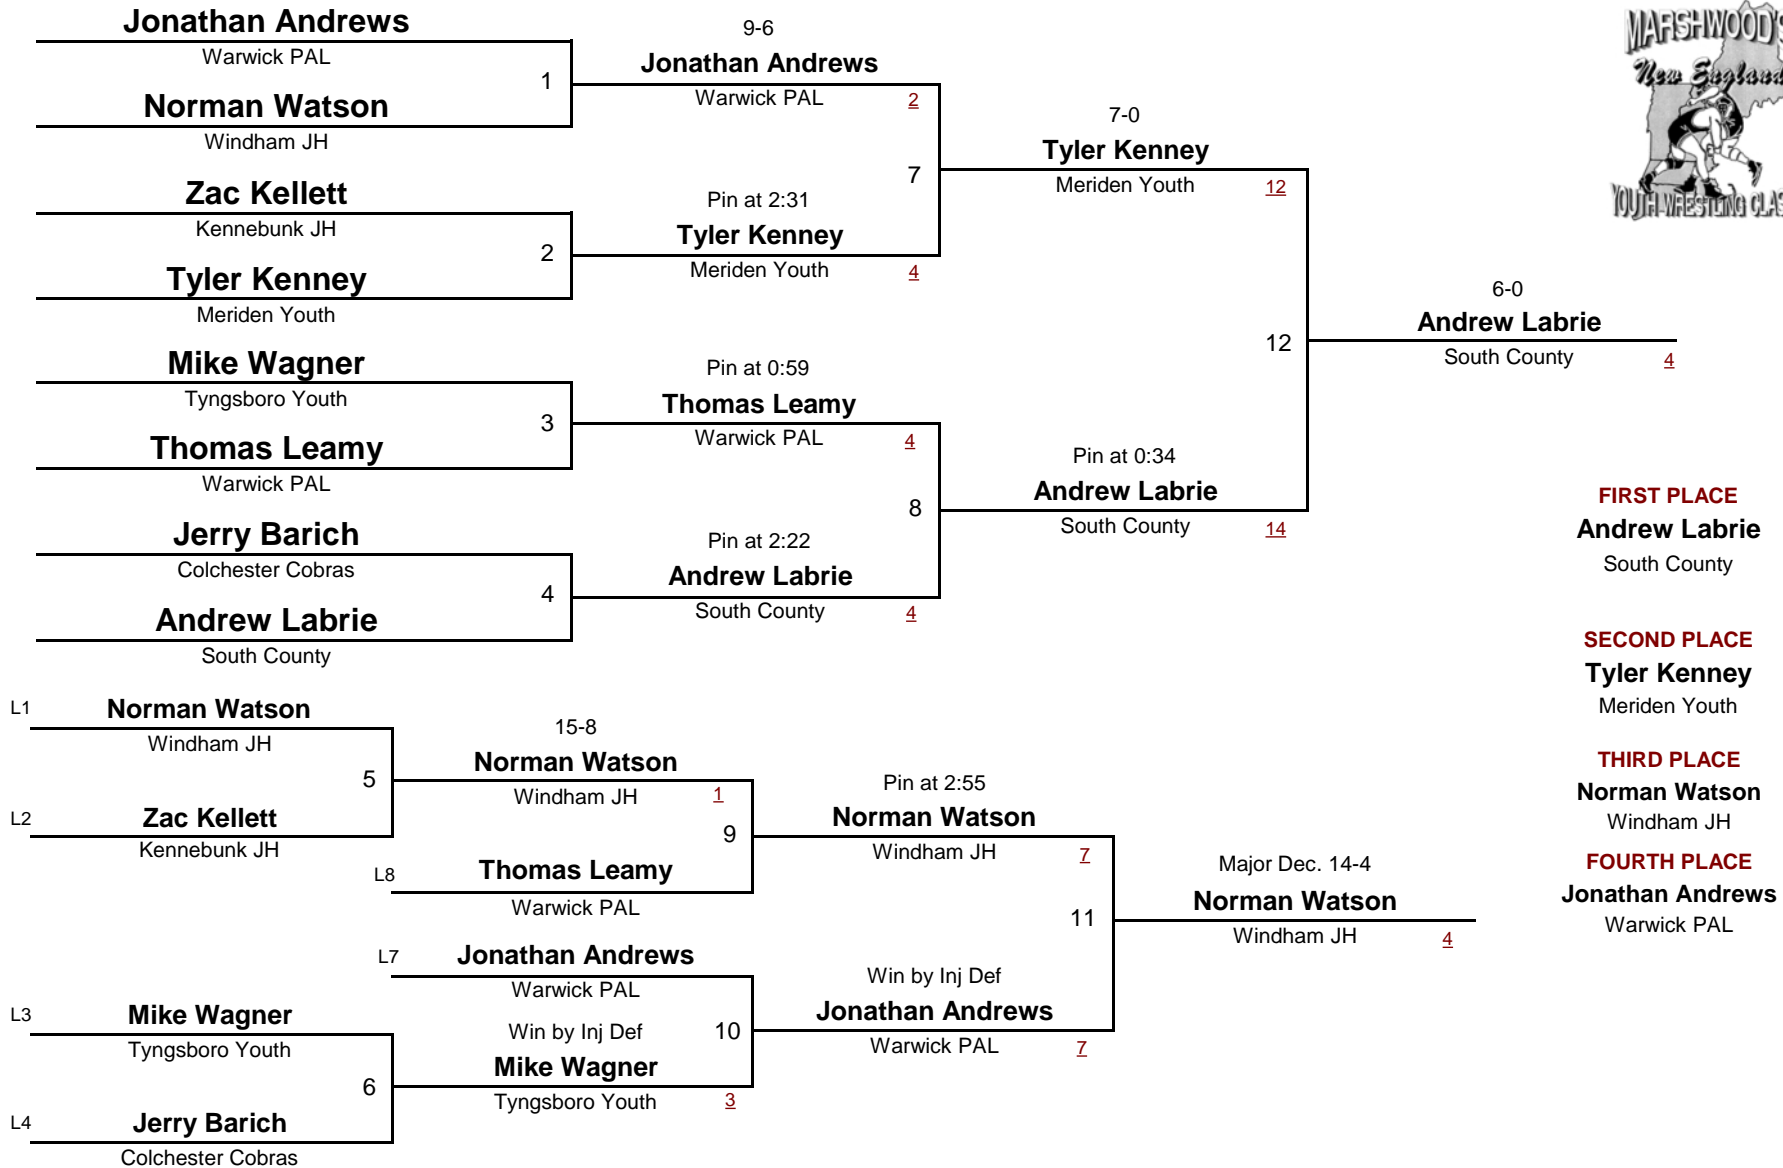 Jonathan Andrews
Warwick PAL
1
Norman Watson
Windham JH
Zac Kellett
Kennebunk JH
2
Tyler Kenney
Meriden Youth
Mike Wagner
Tyngsboro Youth
3
Thomas Leamy
Warwick PAL
Jerry Barich
Colchester Cobras
4
Andrew Labrie
South County
9-6
Jonathan Andrews
Warwick PAL 2
7
Pin at 2:31
Tyler Kenney
Meriden Youth 4
Pin at 0:59
Thomas Leamy
Warwick PAL 4
8
Pin at 2:22
Andrew Labrie
South County 4
7-0
Tyler Kenney
Meriden Youth 12
12
Pin at 0:34
Andrew Labrie
South County 14
6-0
Andrew Labrie
South County 4
MARSHWOOD'S
New England
YOUTH WRESTLING CLAS
FIRST PLACE
Andrew Labrie
South County
SECOND PLACE
Tyler Kenney
Meriden Youth
THIRD PLACE
Norman Watson
Windham JH
FOURTH PLACE
Jonathan Andrews
Warwick PAL
L1 Norman Watson
Windham JH
5
L2 Zac Kellett
Kennebunk JH
15-8
Norman Watson
Windham JH 1
9
L8 Thomas Leamy
Warwick PAL
L7 Jonathan Andrews
Warwick PAL
L3 Mike Wagner
Tyngsboro Youth
6
L4 Jerry Barich
Colchester Cobras
Win by Inj Def 10
Mike Wagner
Tyngsboro Youth 3
Pin at 2:55
Norman Watson
Windham JH 7
11
Win by Inj Def
Jonathan Andrews
Warwick PAL 7
Major Dec. 14-4
Norman Watson
Windham JH 4